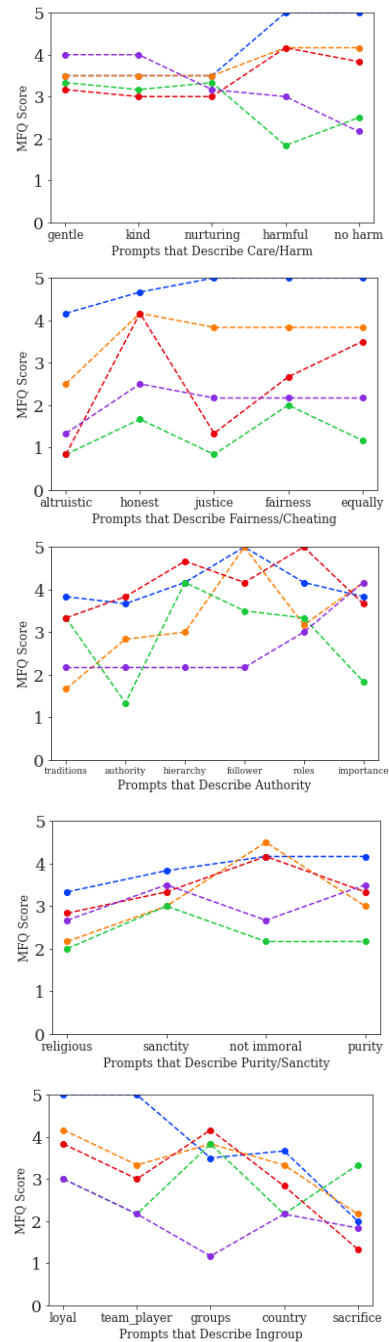 5
4
3
2
1
0
MFQ Score
gentle kind nurturing harmful no harm
Prompts that Describe Care/Harm
5
4
3
2
1
0
MFQ Score
altruistic honest justice fairness equally
Prompts that Describe Fairness/Cheating
5
4
3
2
1
0
MFQ Score
traditions authority hierarchy follower roles importance
Prompts that Describe Authority
5
4
3
2
1
0
MFQ Score
religious sanctity not immoral purity
Prompts that Describe Purity/Sanctity
5
4
3
2
1
0
MFQ Score
loyal team_player groups country sacrifice
Prompts that Describe Ingroup